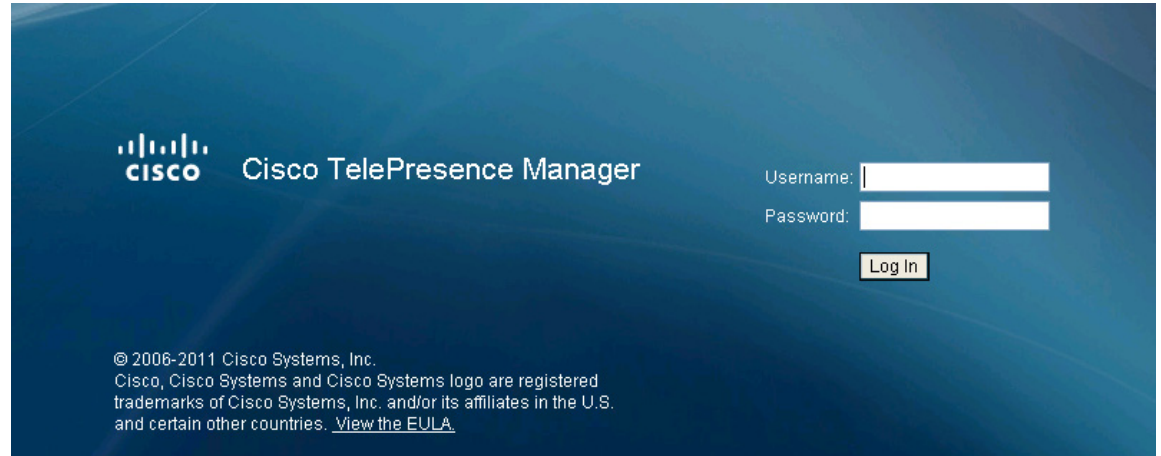 CISCO
Cisco TelePresence Manager
Username:
Password:
Log In
© 2006-2011 Cisco Systems, Inc.
Cisco, Cisco Systems and Cisco Systems logo are registered
trademarks of Cisco Systems, Inc. and/or its affiliates in the U.S.
and certain other countries. View the EULA.